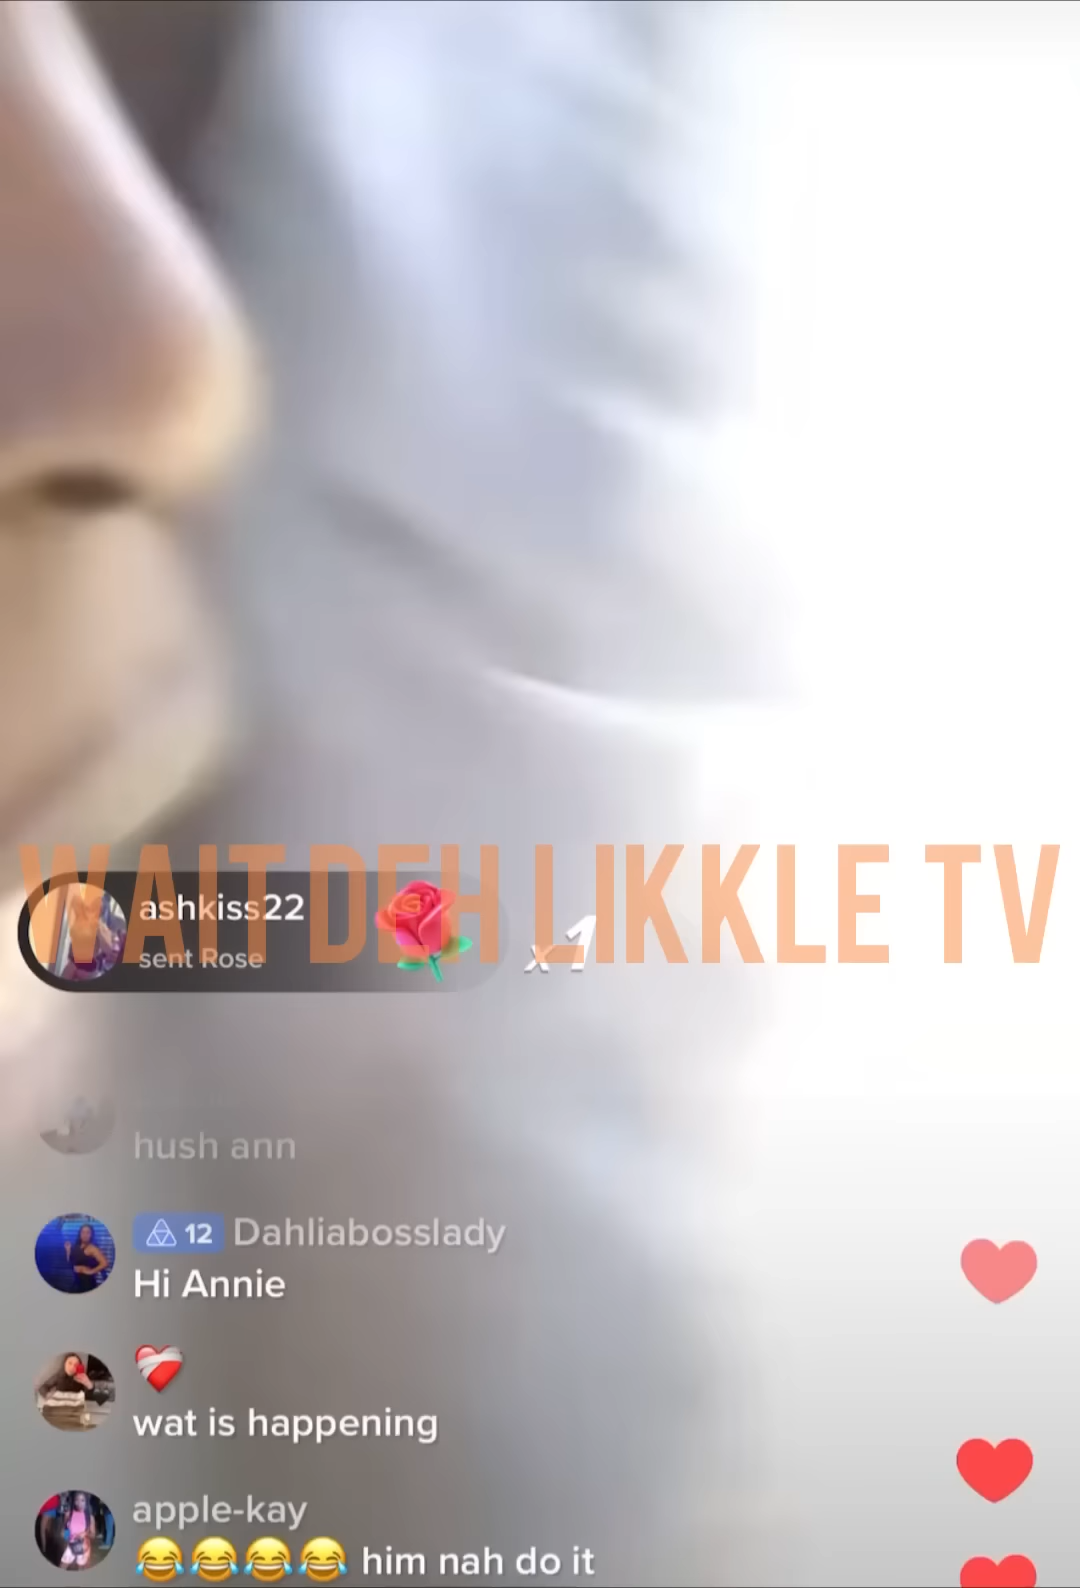 WAIT DEH LIKKLE TV
ashkiss22
sent Rose
x1
hush ann
12 Dahliabosslady
Hi Annie
❤️‍🩹
wat is happening
apple-kay
😂😂😂😂 him nah do it